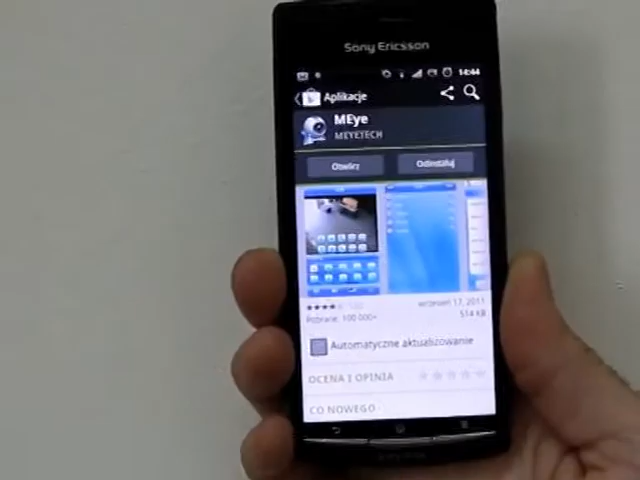 Sony Ericsson
14:44
Aplikacje
MEye
MEYETECH
Otwórz
Odinstaluj
wrzesień 17, 2011
Pobrane: 100 000+
514 KB
Automatyczne aktualizowanie
OCENA I OPINIA
CO NOWEGO